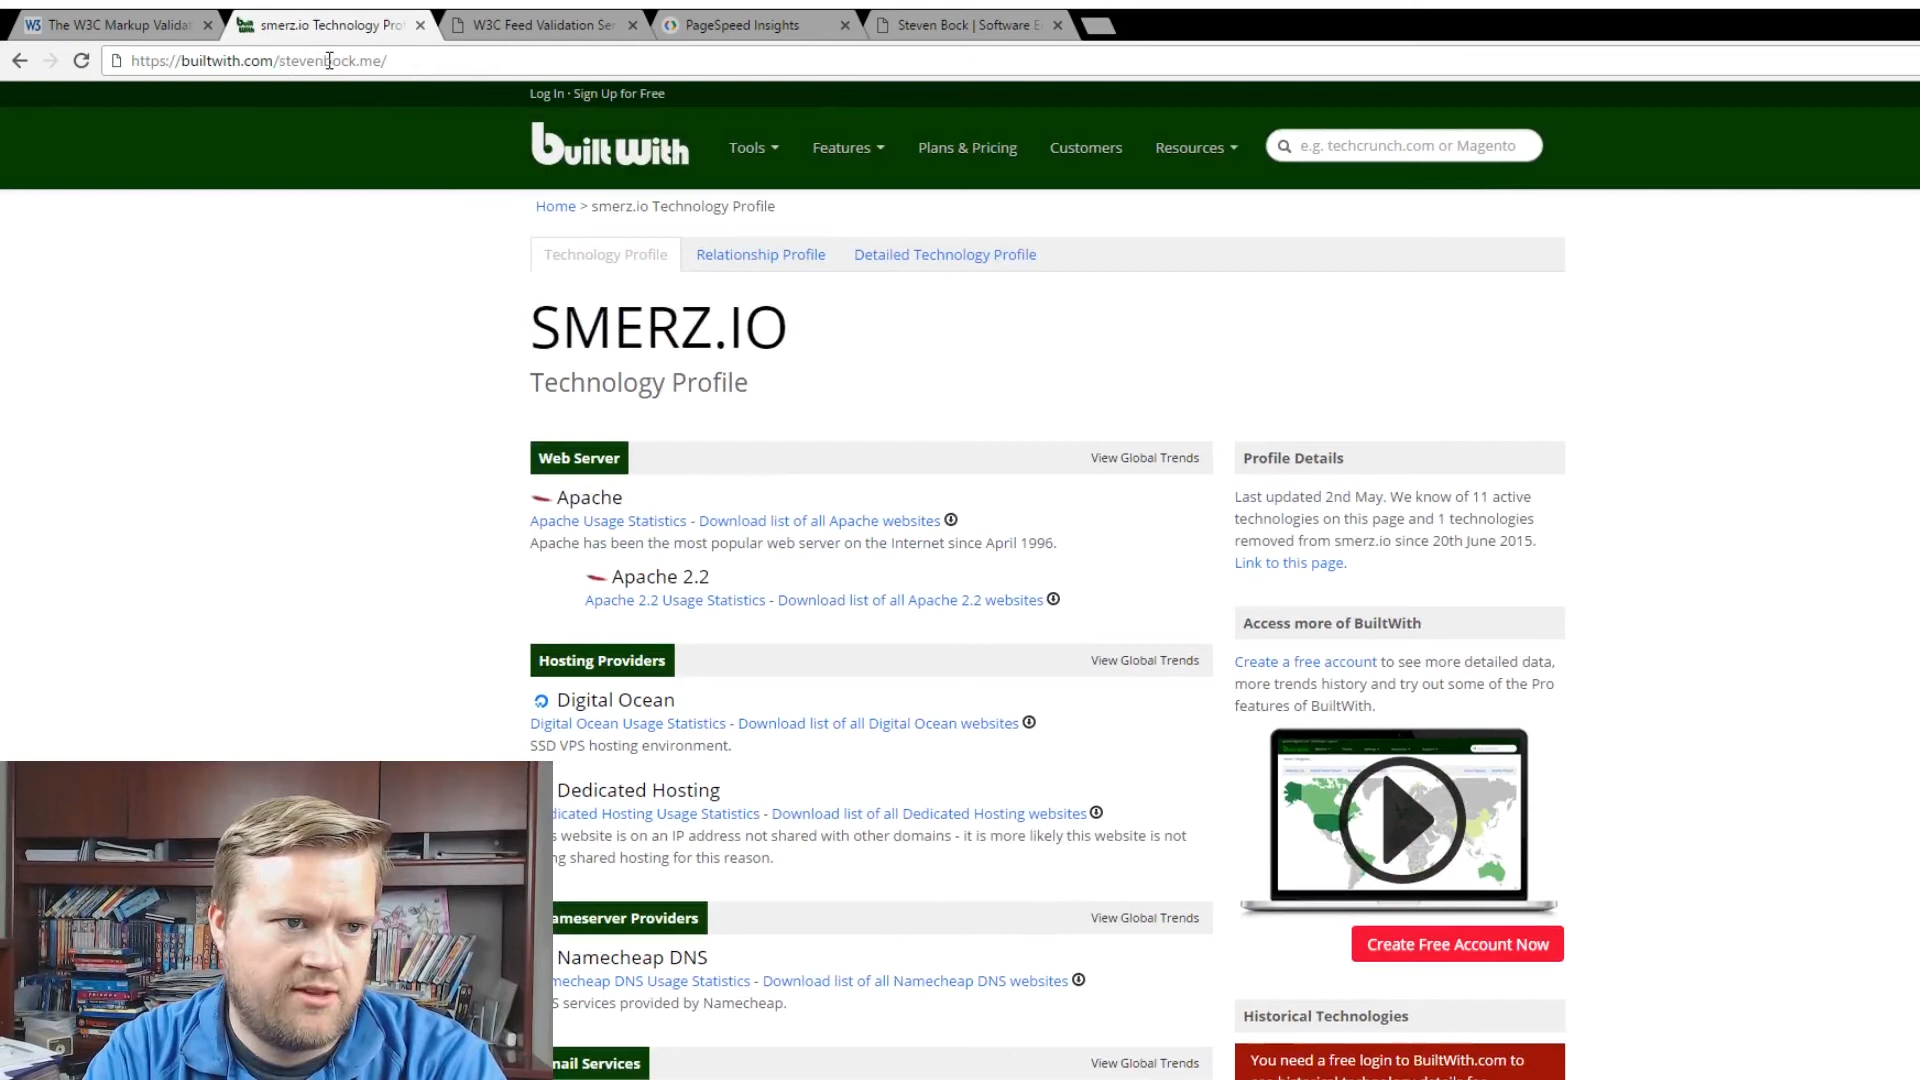 The W3C Markup Validat
smerz.io Technology Pro
W3C Feed Validation Ser
PageSpeed Insights
Steven Bock | Software E
https://builtwith.com/stevenbock.me/
Log In · Sign Up for Free
built with
Tools
Features
Plans & Pricing
Customers
Resources
e.g. techcrunch.com or Magento
Home > smerz.io Technology Profile
Technology Profile
Relationship Profile
Detailed Technology Profile
SMERZ.IO
Technology Profile
Web Server
View Global Trends
Apache
Apache Usage Statistics - Download list of all Apache websites
Apache has been the most popular web server on the Internet since April 1996.
Apache 2.2
Apache 2.2 Usage Statistics - Download list of all Apache 2.2 websites
Hosting Providers
View Global Trends
Digital Ocean
Digital Ocean Usage Statistics - Download list of all Digital Ocean websites
SSD VPS hosting environment.
Dedicated Hosting
dicated Hosting Usage Statistics - Download list of all Dedicated Hosting websites
s website is on an IP address not shared with other domains - it is more likely this website is not
ng shared hosting for this reason.
ameserver Providers
View Global Trends
Namecheap DNS
mecheap DNS Usage Statistics - Download list of all Namecheap DNS websites
S services provided by Namecheap.
mail Services
View Global Trends
Profile Details
Last updated 2nd May. We know of 11 active
technologies on this page and 1 technologies
removed from smerz.io since 20th June 2015.
Link to this page.
Access more of BuiltWith
Create a free account to see more detailed data,
more trends history and try out some of the Pro
features of BuiltWith.
Create Free Account Now
Historical Technologies
You need a free login to BuiltWith.com to